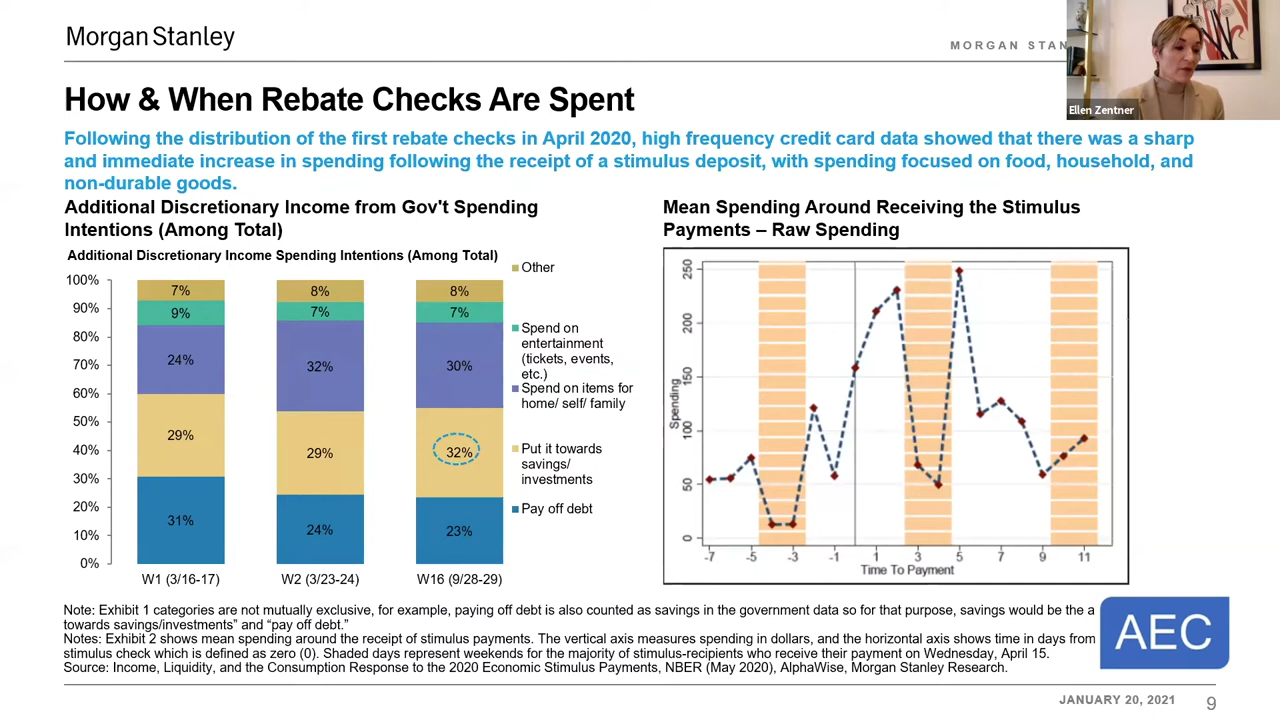 Morgan Stanley
MORGAN STAN
Ellen Zentner
How & When Rebate Checks Are Spent
Following the distribution of the first rebate checks in April 2020, high frequency credit card data showed that there was a sharp
and immediate increase in spending following the receipt of a stimulus deposit, with spending focused on food, household, and
non-durable goods.
Additional Discretionary Income from Gov't Spending
Intentions (Among Total)
Additional Discretionary Income Spending Intentions (Among Total)
100%
90%
80%
70%
60%
50%
40%
30%
20%
10%
0%
7%
9%
24%
29%
31%
8%
7%
32%
29%
24%
8%
7%
30%
32%
23%
W1 (3/16-17)
W2 (3/23-24)
W16 (9/28-29)
Other
Spend on
entertainment
(tickets, events,
etc.)
Spend on items for
home/ self/ family
Put it towards
savings/
investments
Pay off debt
Mean Spending Around Receiving the Stimulus
Payments – Raw Spending
Spending
250
200
150
100
50
0
-7
-5
-3
-1
1
3
5
7
9
11
Time To Payment
Note: Exhibit 1 categories are not mutually exclusive, for example, paying off debt is also counted as savings in the government data so for that purpose, savings would be the a
towards savings/investments" and "pay off debt."
Notes: Exhibit 2 shows mean spending around the receipt of stimulus payments. The vertical axis measures spending in dollars, and the horizontal axis shows time in days from
stimulus check which is defined as zero (0). Shaded days represent weekends for the majority of stimulus-recipients who receive their payment on Wednesday, April 15.
Source: Income, Liquidity, and the Consumption Response to the 2020 Economic Stimulus Payments, NBER (May 2020), AlphaWise, Morgan Stanley Research.
AEC
JANUARY 20, 2021
9